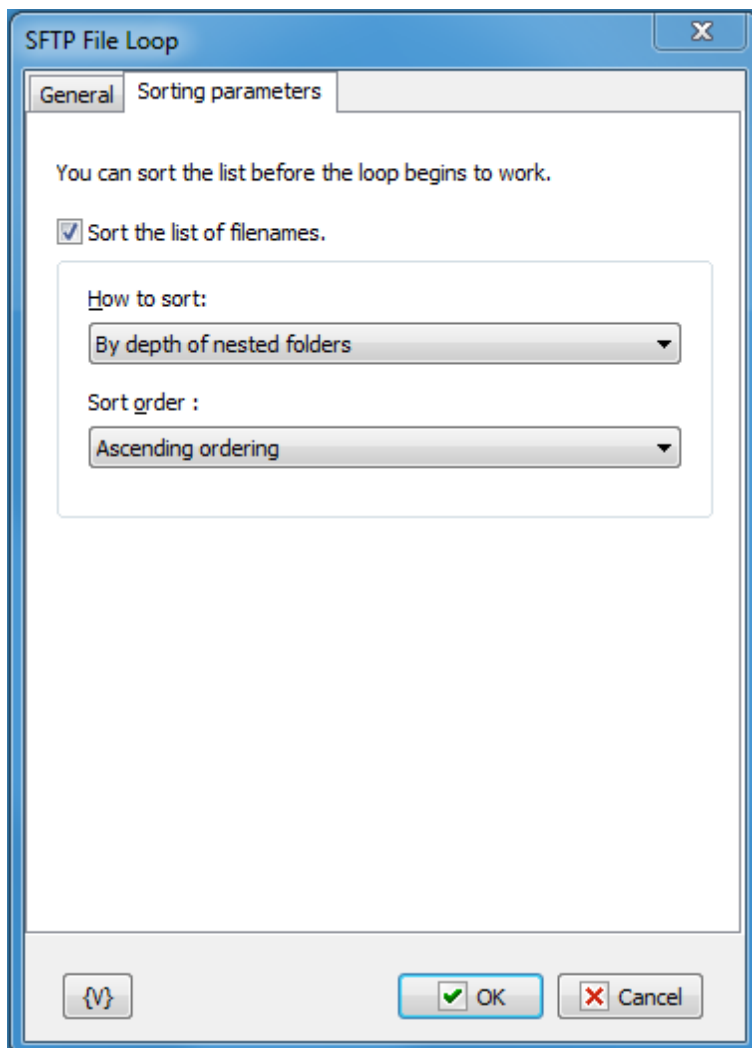 SFTP File Loop
General
Sorting parameters
You can sort the list before the loop begins to work.
Sort the list of filenames.
How to sort:
By depth of nested folders
Sort order :
Ascending ordering
{V}
OK
Cancel